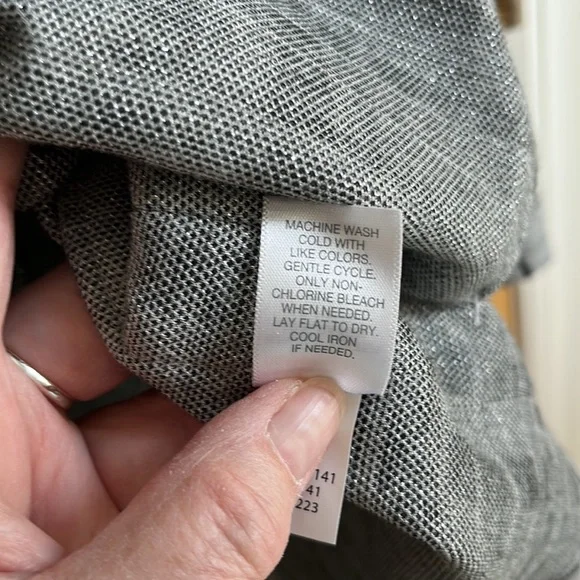 MACHINE WASH
COLD WITH
LIKE COLORS.
GENTLE CYCLE.
ONLY NON-
CHLORINE BLEACH
WHEN NEEDED.
LAY FLAT TO DRY.
COOL IRON
IF NEEDED.
141
41
223